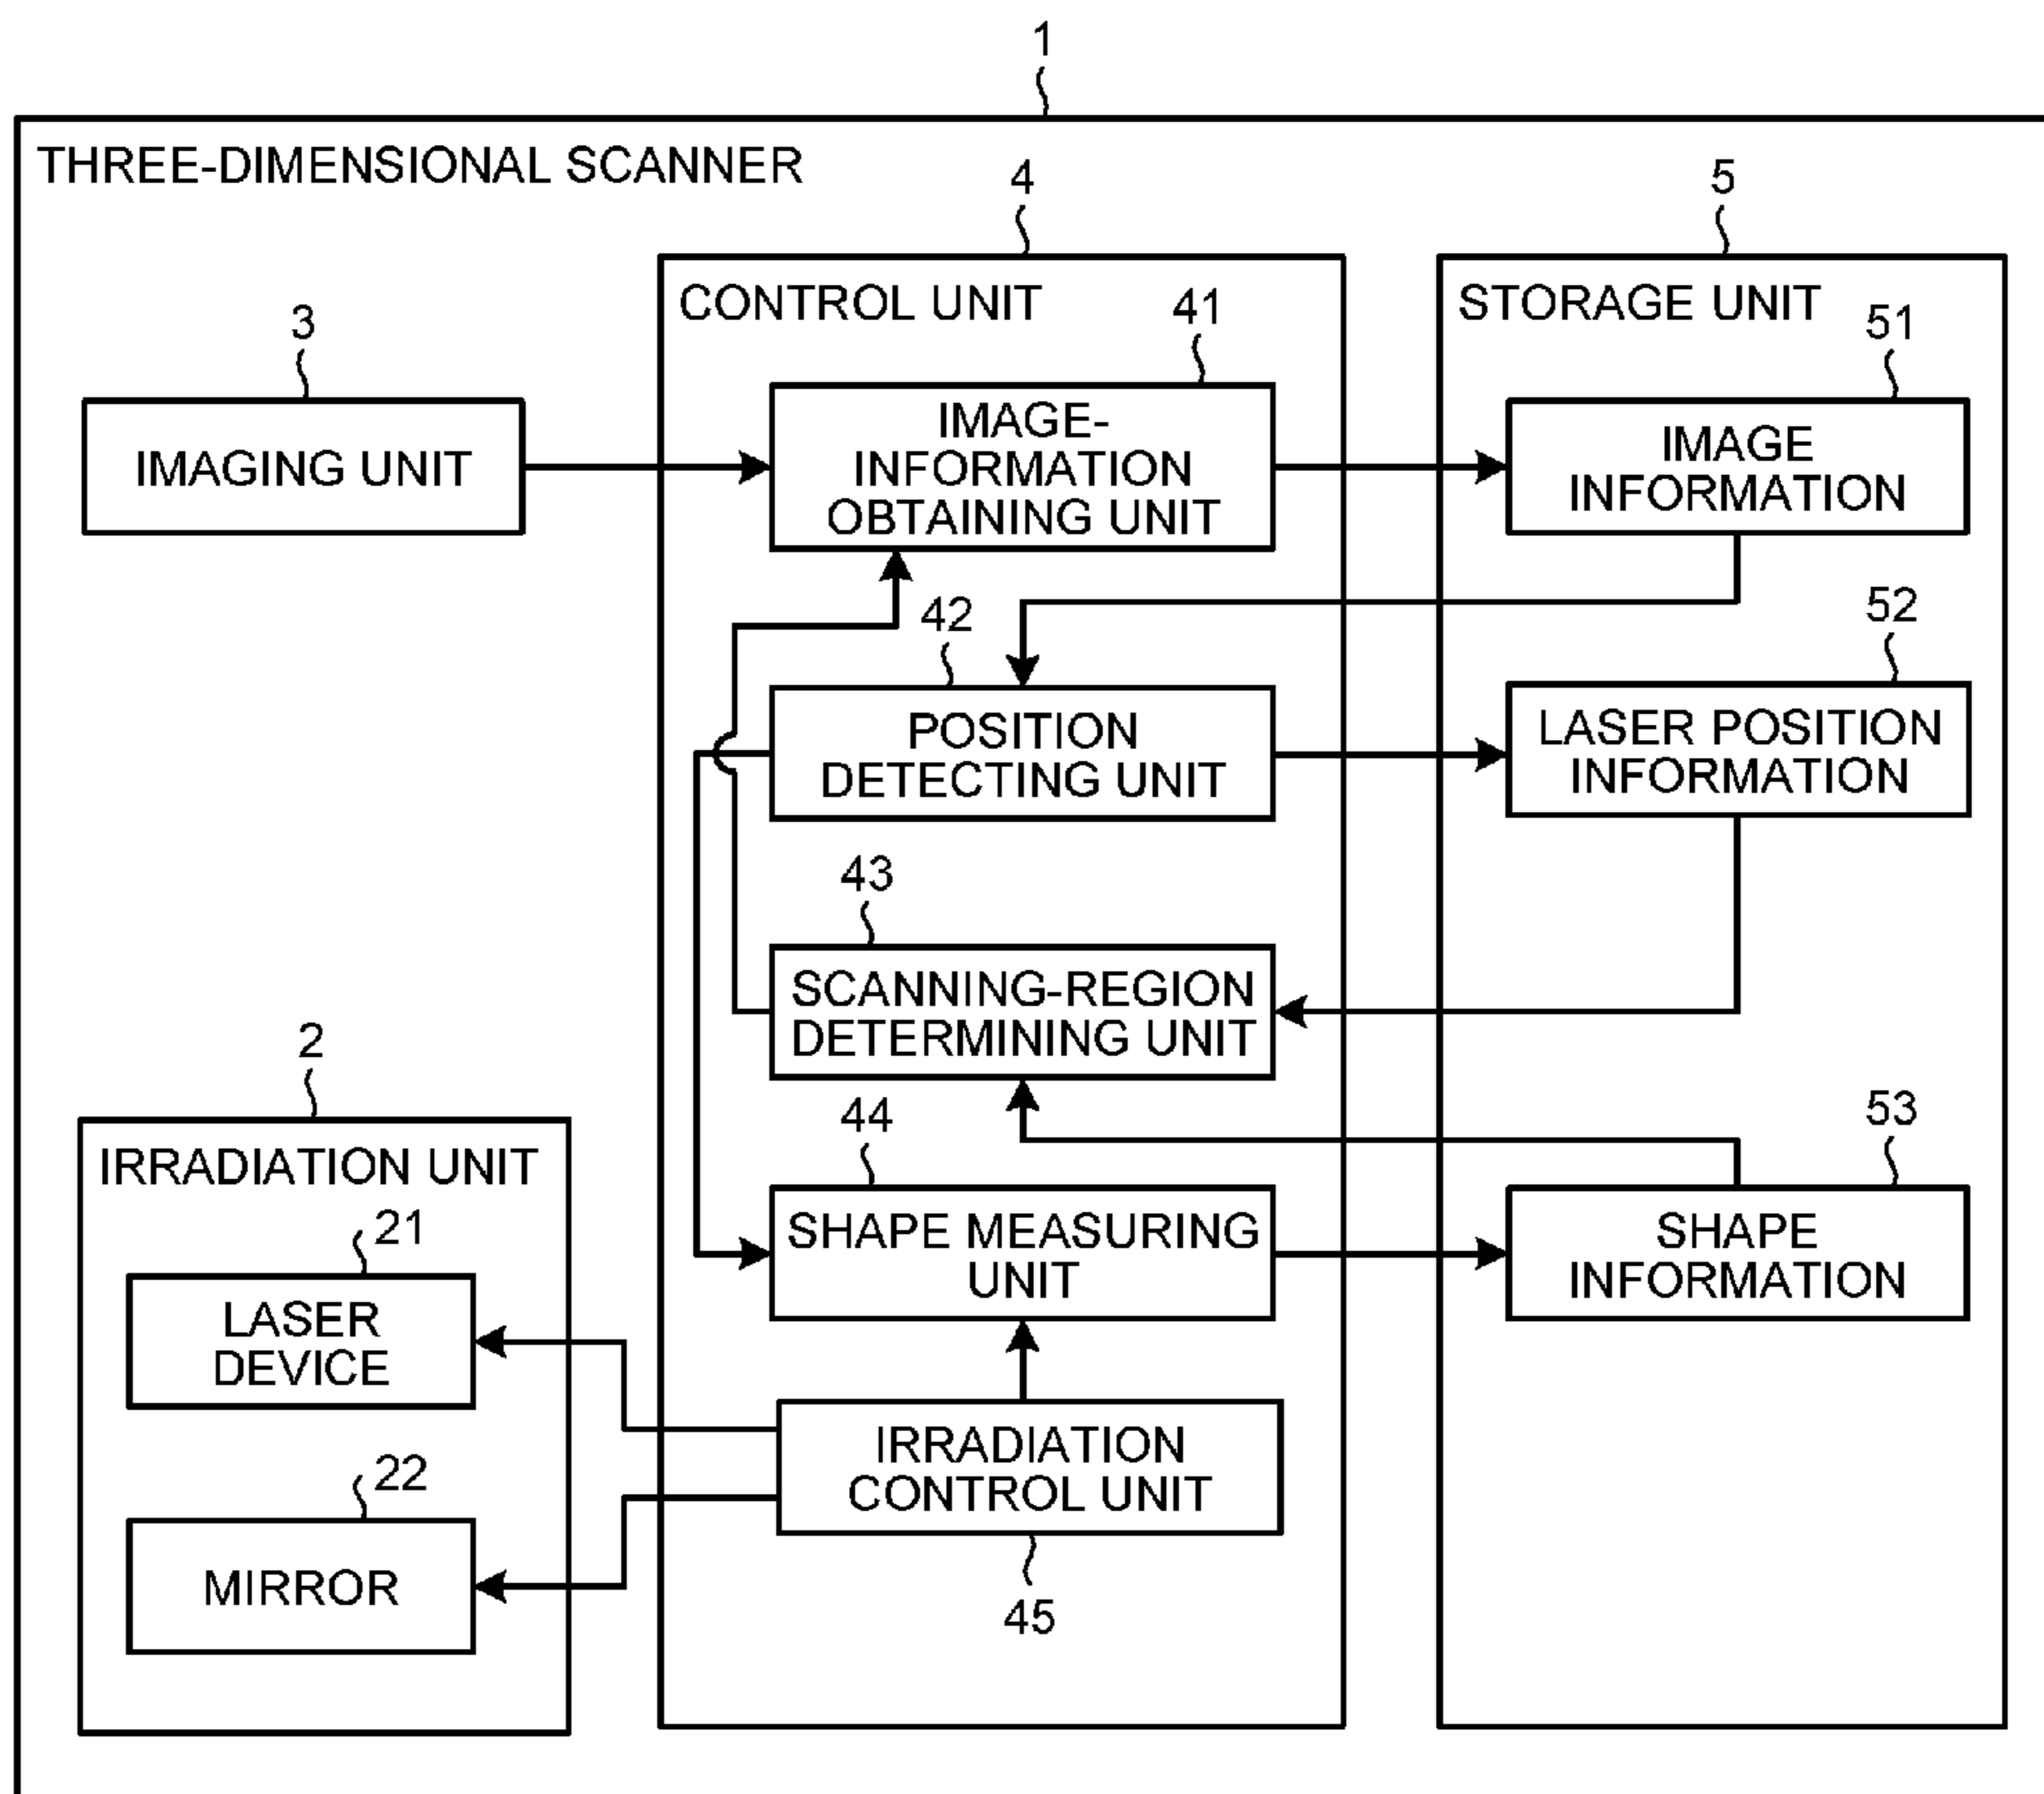 1
THREE-DIMENSIONAL SCANNER
4
5
CONTROL UNIT
STORAGE UNIT
3
41
51
IMAGING UNIT
IMAGE-
INFORMATION
OBTAINING UNIT
IMAGE
INFORMATION
42
52
POSITION
DETECTING UNIT
LASER POSITION
INFORMATION
43
SCANNING-REGION
DETERMINING UNIT
2
44
53
IRRADIATION UNIT
SHAPE MEASURING
UNIT
SHAPE
INFORMATION
21
LASER
DEVICE
IRRADIATION
CONTROL UNIT
22
MIRROR
45